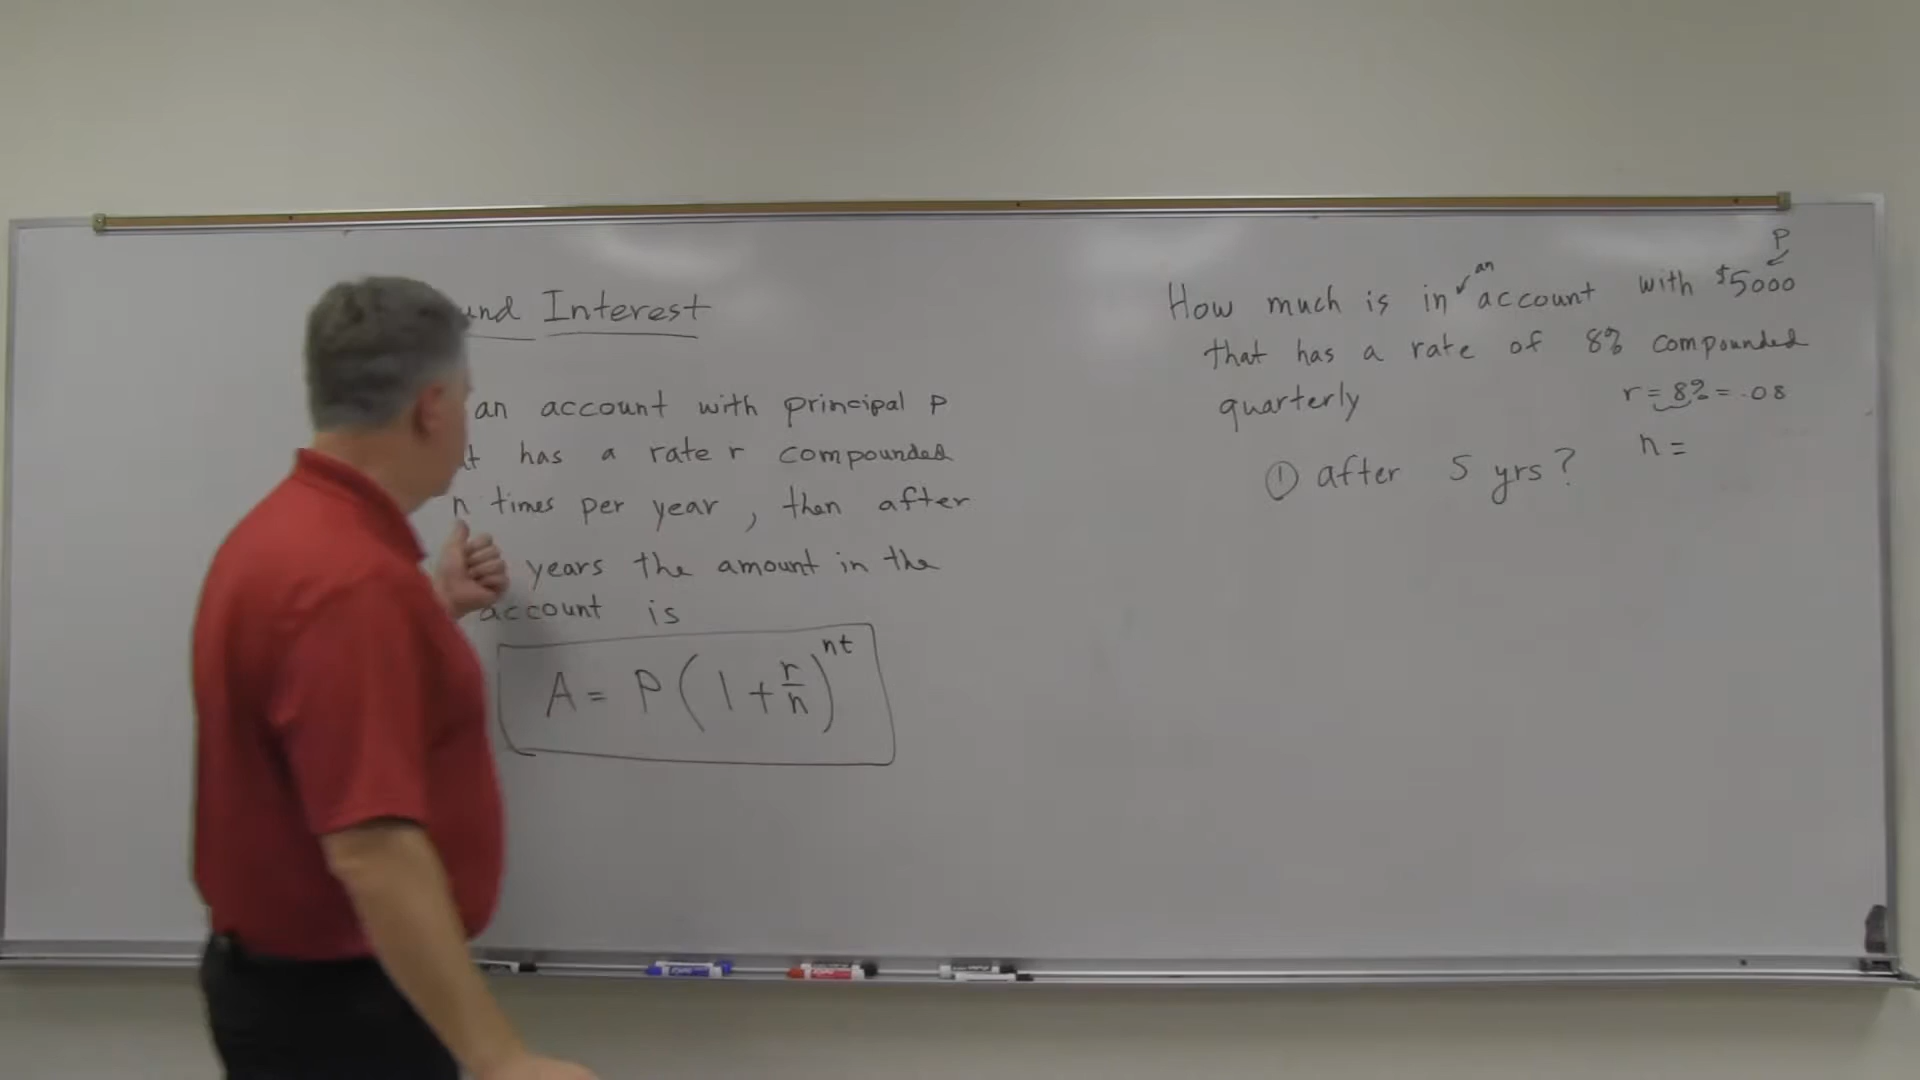 und Interest
an account with principal P
has a rate r compounded
n times per year, then after
years the amount in the
account is
A = P(1 + r/n)^nt
P
an
How much is in account with $5000
that has a rate of 8% compounded
quarterly
r = 8% = .08
n =
① after 5 yrs?